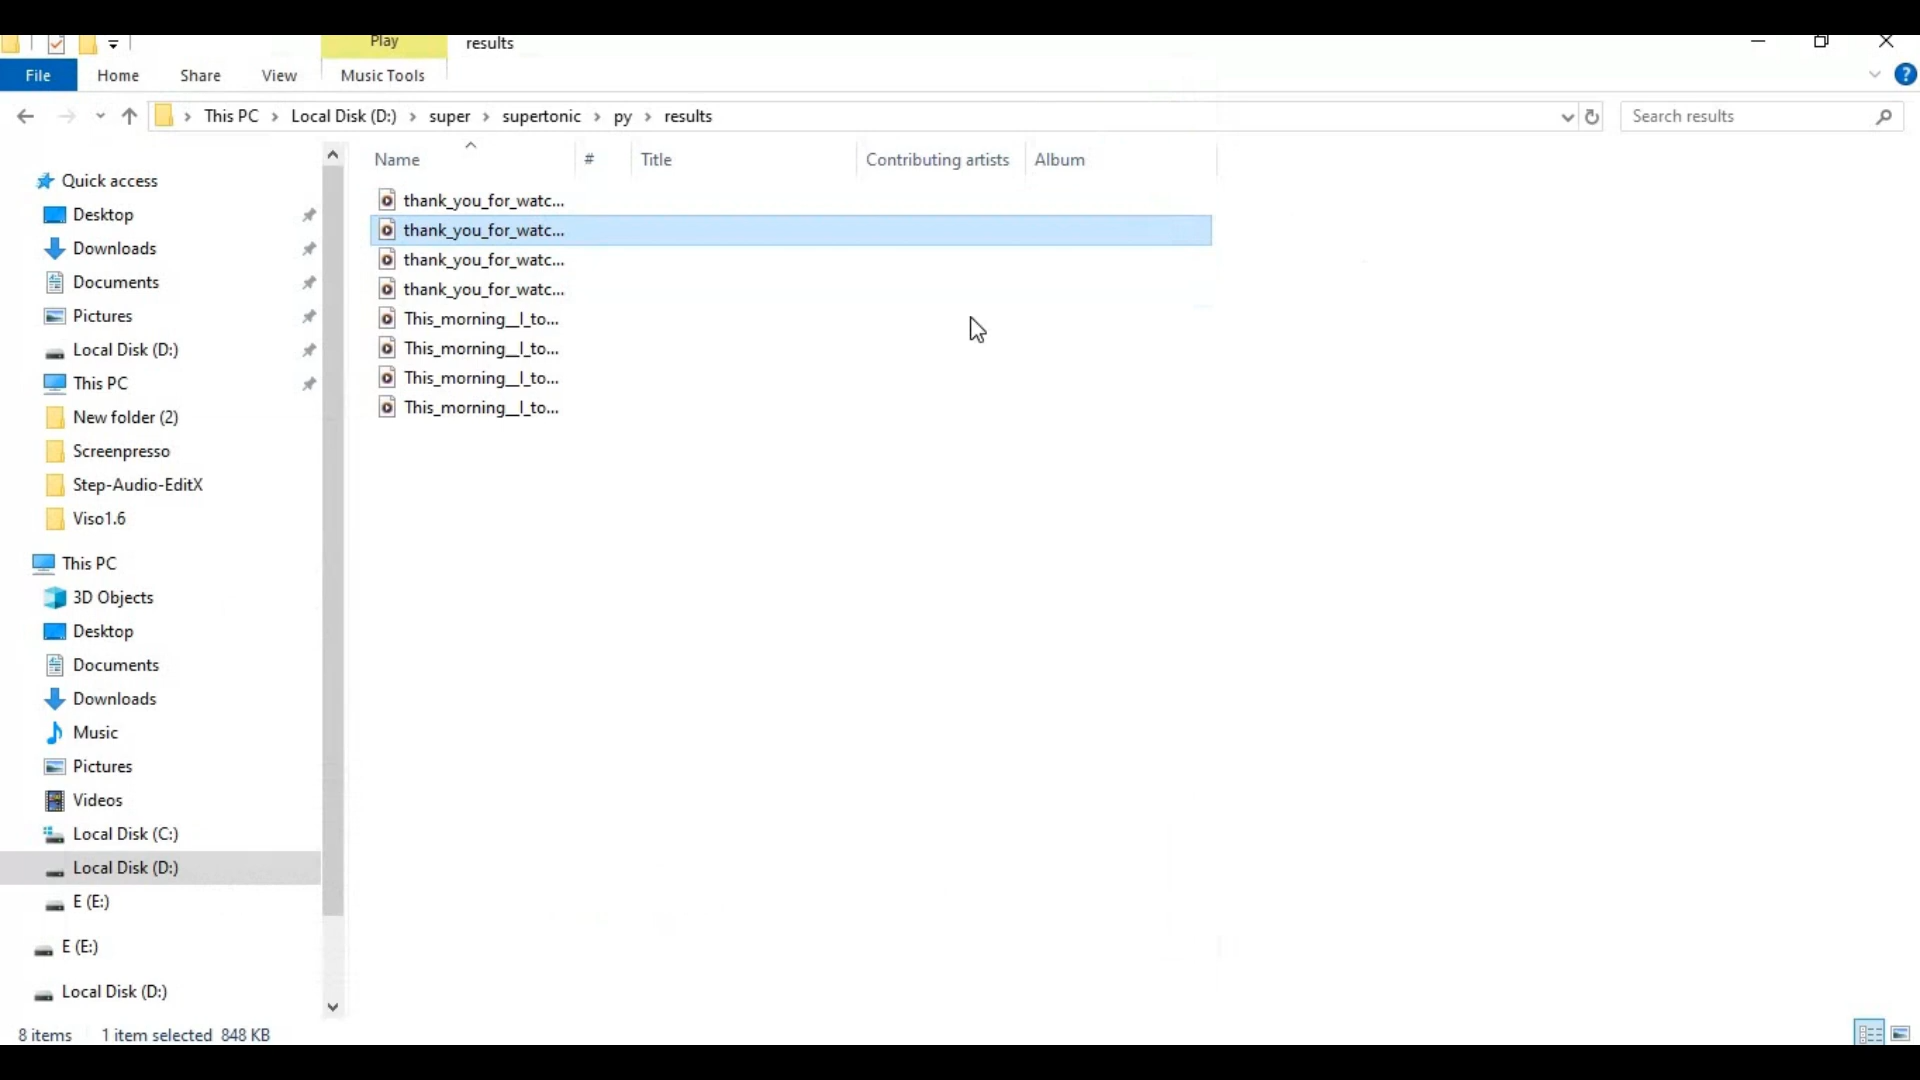 Play results
File Home Share View Music Tools
This PC Local Disk (D:) super supertonic py results Search results
Name # Title Contributing artists Album
Quick access
Desktop
Downloads
Documents
Pictures
Local Disk (D:)
This PC
New folder (2)
Screenpresso
Step-Audio-EditX
Viso1.6
This PC
3D Objects
Desktop
Documents
Downloads
Music
Pictures
Videos
Local Disk (C:)
Local Disk (D:)
E (E:)
E (E:)
Local Disk (D:)
thank_you_for_watc...
thank_you_for_watc...
thank_you_for_watc...
thank_you_for_watc...
This_morning__I_to...
This_morning__I_to...
This_morning__I_to...
This_morning__I_to...
8 items 1 item selected 848 KB